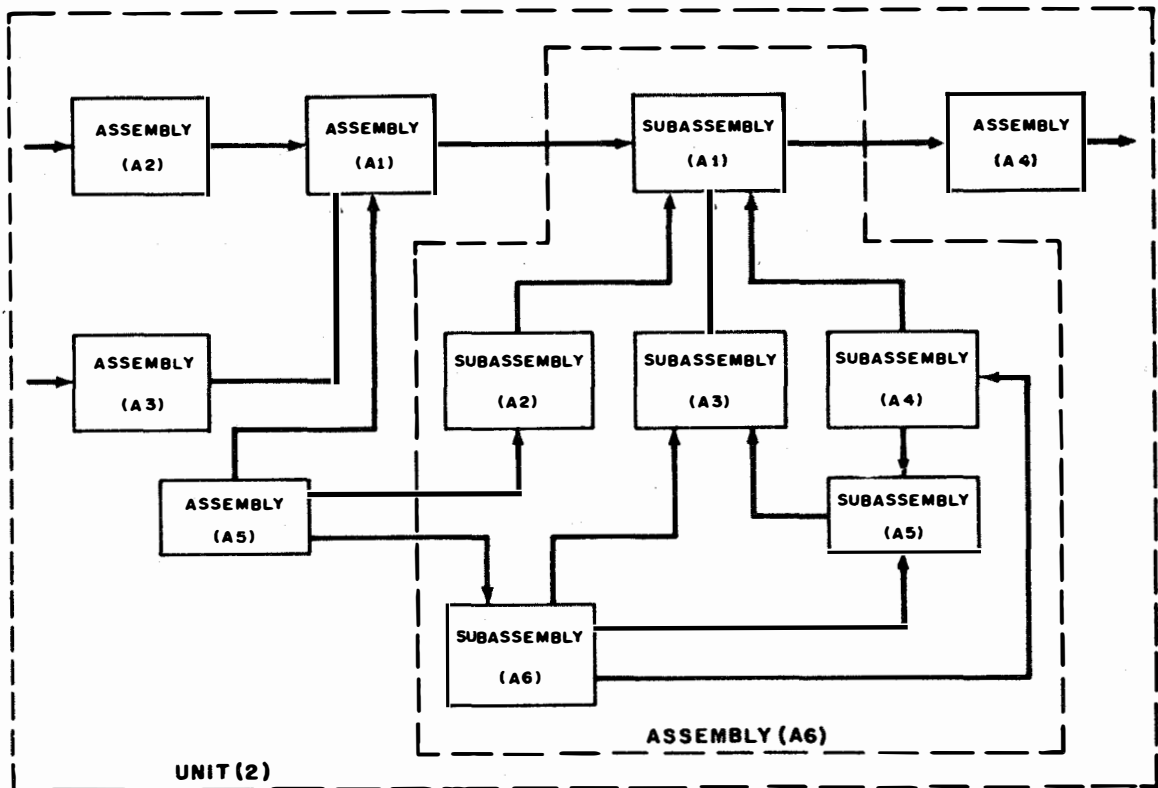 ASSEMBLY
(A2)
ASSEMBLY
(A1)
SUBASSEMBLY
(A1)
ASSEMBLY
(A4)
ASSEMBLY
(A3)
SUBASSEMBLY
(A2)
SUBASSEMBLY
(A3)
SUBASSEMBLY
(A4)
ASSEMBLY
(A5)
SUBASSEMBLY
(A5)
SUBASSEMBLY
(A6)
ASSEMBLY (A6)
UNIT (2)